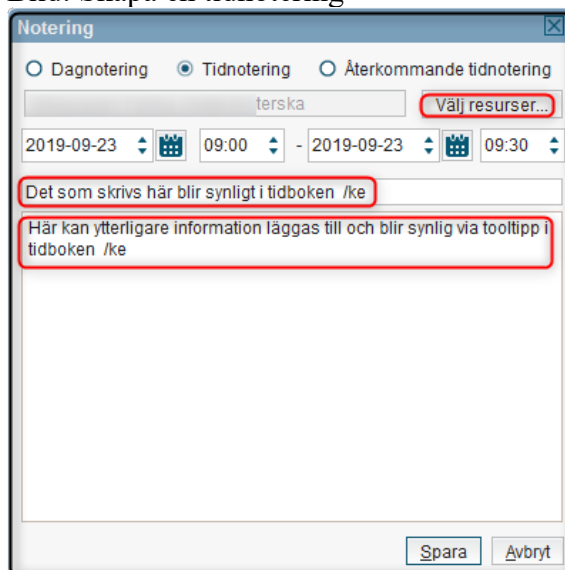 Notering
Dagnotering Tidnotering Återkommande tidnotering
terska Välj resurser...
2019-09-23 09:00 - 2019-09-23 09:30
Det som skrivs här blir synligt i tidboken /ke
Här kan ytterligare information läggas till och blir synlig via tooltipp i
tidboken /ke
Spara Avbryt